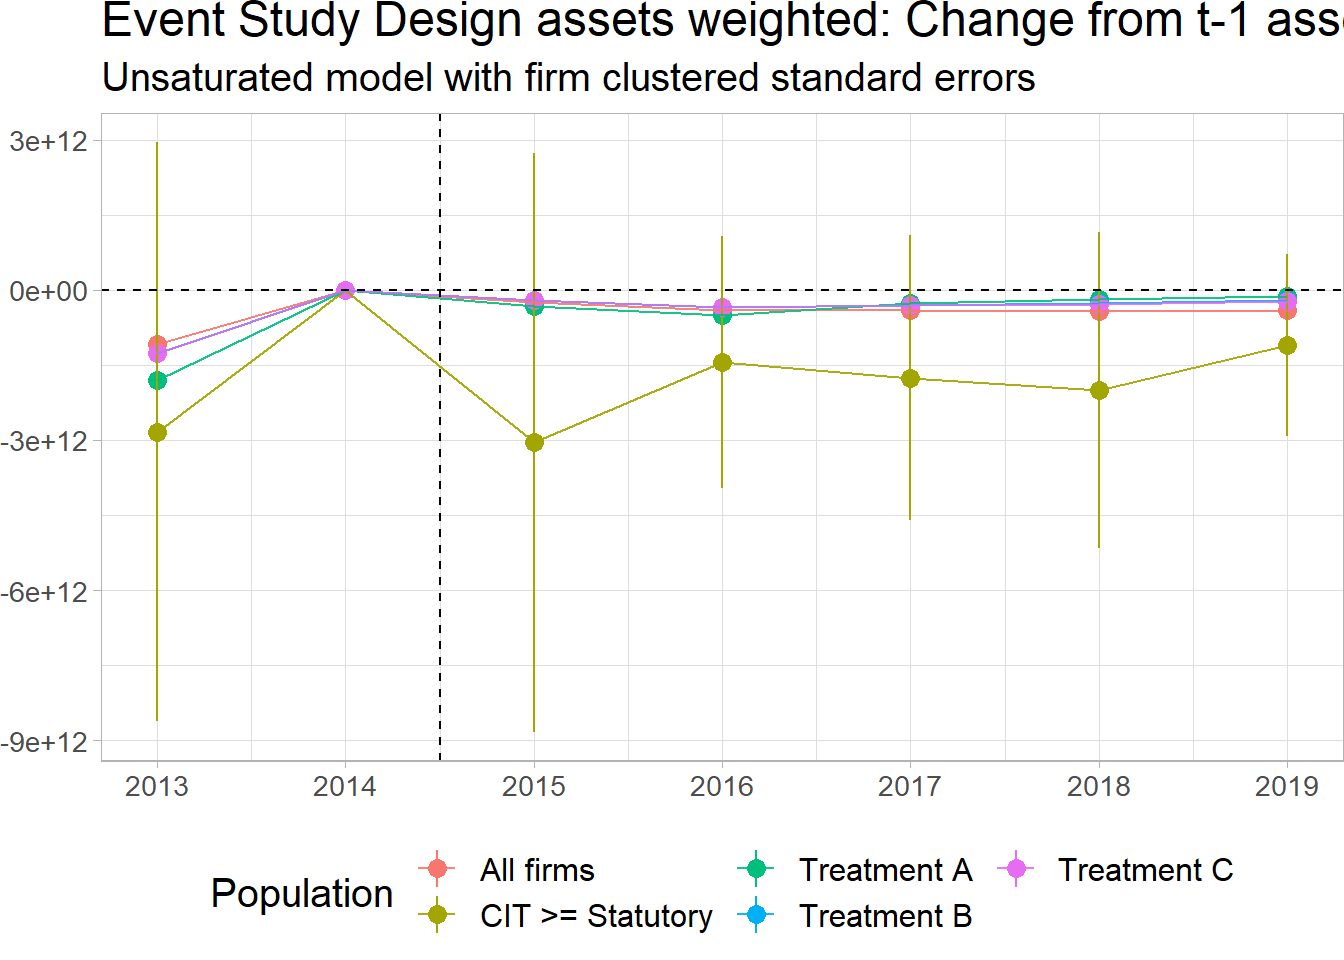 Event Study Design assets weighted: Change from t-1
Unsaturated model with firm clustered standard errors
3e+12
0e+00
-3e+12
-6e+12
-9e+12
2013 2014 2015 2016 2017 2018 2019
Population
All firms
CIT >= Statutory
Treatment A
Treatment B
Treatment C